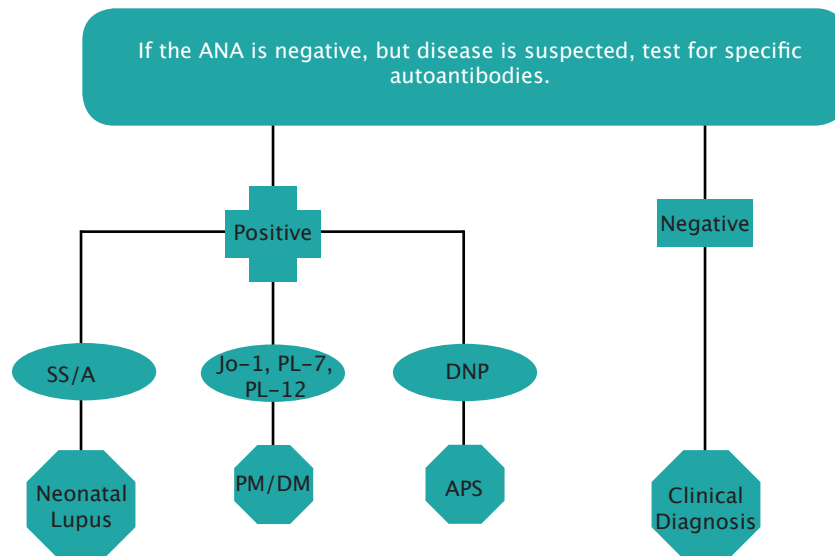 If the ANA is negative, but disease is suspected, test for specific
autoantibodies.
Positive
Negative
SS/A
Jo-1, PL-7,
PL-12
DNP
Neonatal
Lupus
PM/DM
APS
Clinical
Diagnosis